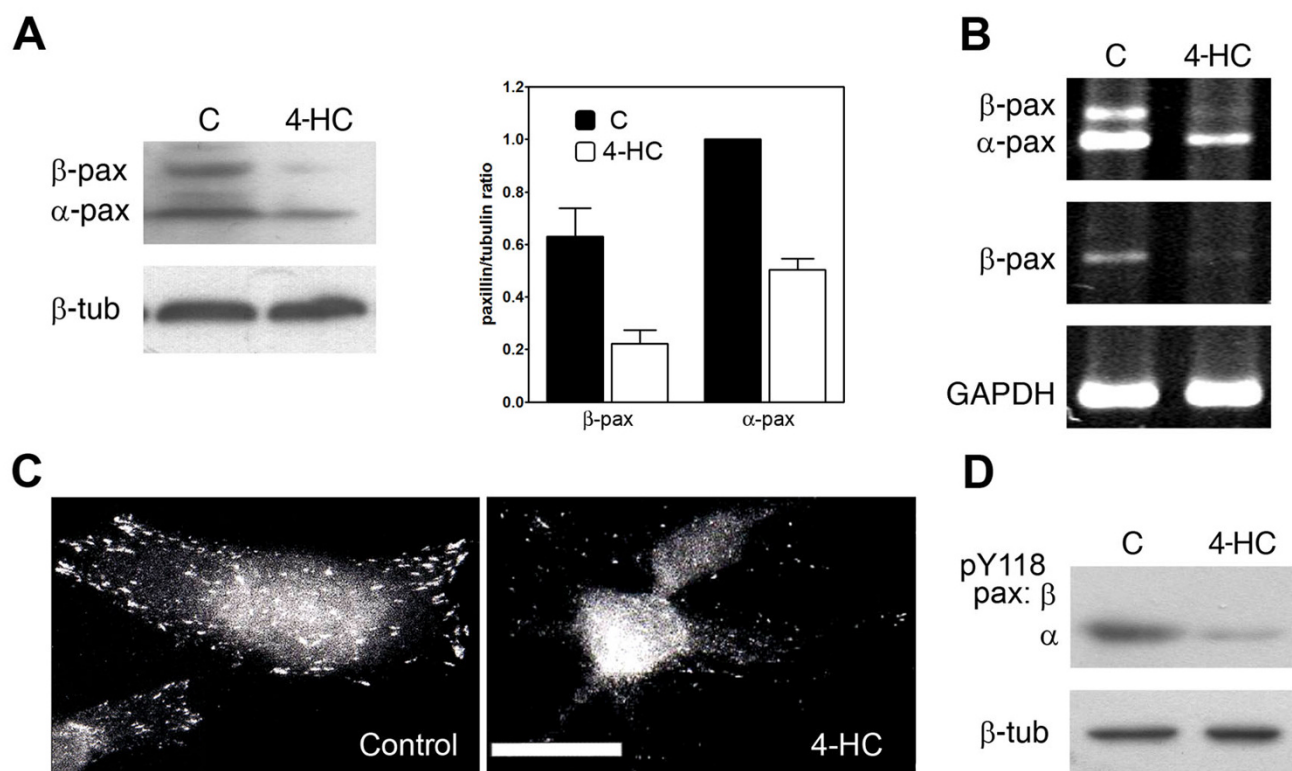 A
C 4-HC
β-pax
α-pax
β-tub
paxillin/tubulin ratio
1.2
1.0
0.8
0.6
0.4
0.2
0.0
C
4-HC
β-pax α-pax
B
C 4-HC
β-pax
α-pax
β-pax
GAPDH
C
Control
4-HC
D
C 4-HC
pY118
pax: β
α
β-tub